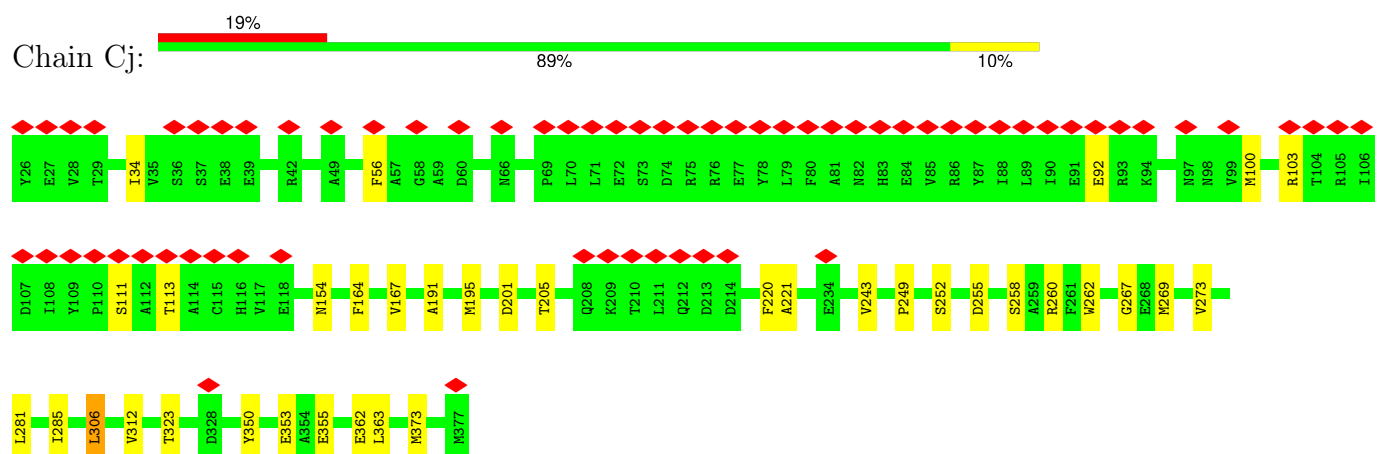 19%
Chain Cj:
89% 10%
Y26 E27 V28 T29 I34 V35 S36 S37 E38 E39 R42 A49 F56 A57 G58 A59 D60 N66 P69 L70 L71 E72 S73 D74 R75 R76 E77 Y78 L79 F80 A81 N82 H83 E84 V85 R86 Y87 I88 L89 I90 E91 E92 R93 K94 N97 N98 V99 M100 R103 T104 R105 I106
D107 I108 Y109 P110 S111 A112 T113 A114 C115 H116 V117 E118 N154 F164 V167 A191 M195 D201 T205 Q208 K209 T210 L211 Q212 D213 D214 F220 A221 E234 V243 P249 S252 D255 S258 A259 R260 F261 W262 G267 E268 M269 V273
L281 I285 L306 V312 T323 D328 Y350 E353 A354 E355 E362 L363 M373 M377